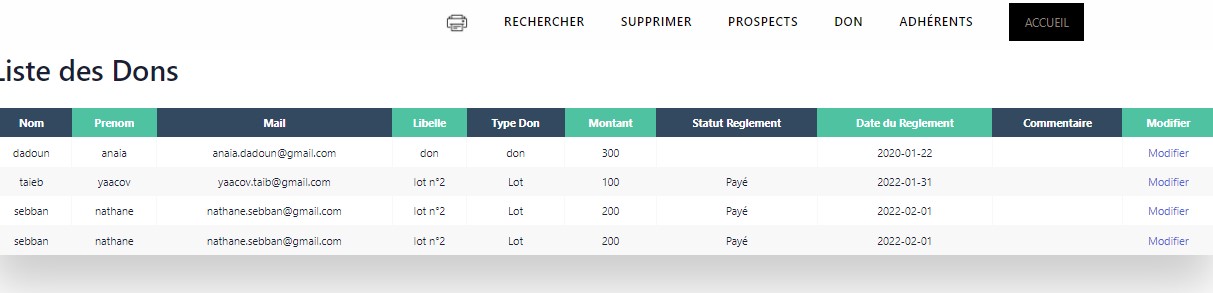 RECHERCHER SUPPRIMER PROSPECTS DON ADHÉRENTS ACCUEIL
Liste des Dons
Nom Prenom Mail Libelle Type Don Montant Statut Reglement Date du Reglement Commentaire Modifier
dadoun anaia anaia.dadoun@gmail.com don don 300 2020-01-22 Modifier
taieb yaacov yaacov.taib@gmail.com lot n°2 Lot 100 Payé 2022-01-31 Modifier
sebban nathane nathane.sebban@gmail.com lot n°2 Lot 200 Payé 2022-02-01 Modifier
sebban nathane nathane.sebban@gmail.com lot n°2 Lot 200 Payé 2022-02-01 Modifier